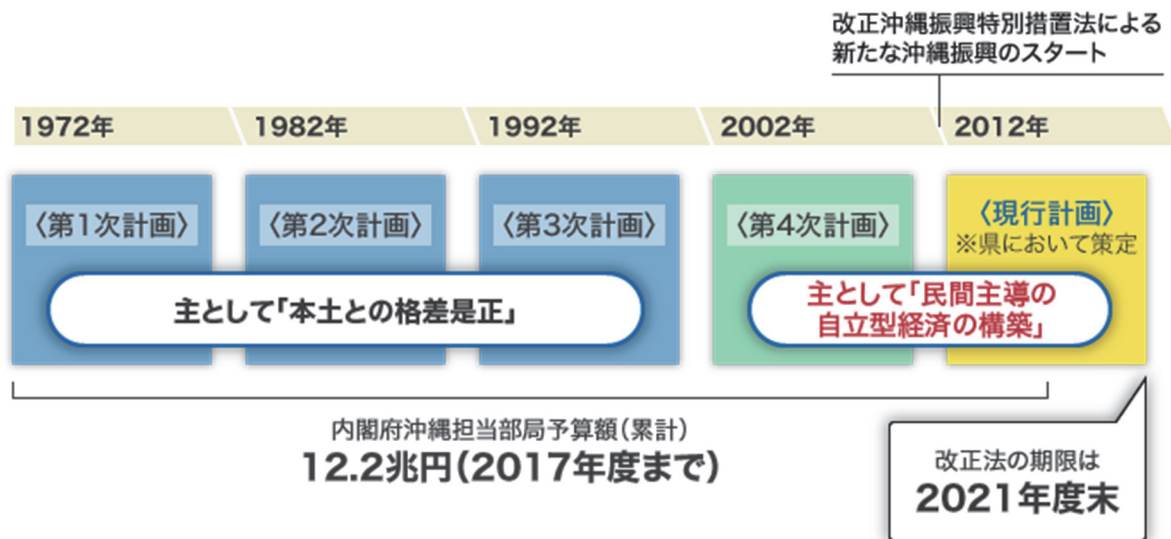 改正沖縄振興特別措置法による
新たな沖縄振興のスタート
1972年
1982年
1992年
2002年
2012年
〈第1次計画〉
〈第2次計画〉
〈第3次計画〉
〈第4次計画〉
〈現行計画〉
※県において策定
主として「本土との格差是正」
主として「民間主導の
自立型経済の構築」
内閣府沖縄担当部局予算額(累計)
12.2兆円(2017年度まで)
改正法の期限は
2021年度末